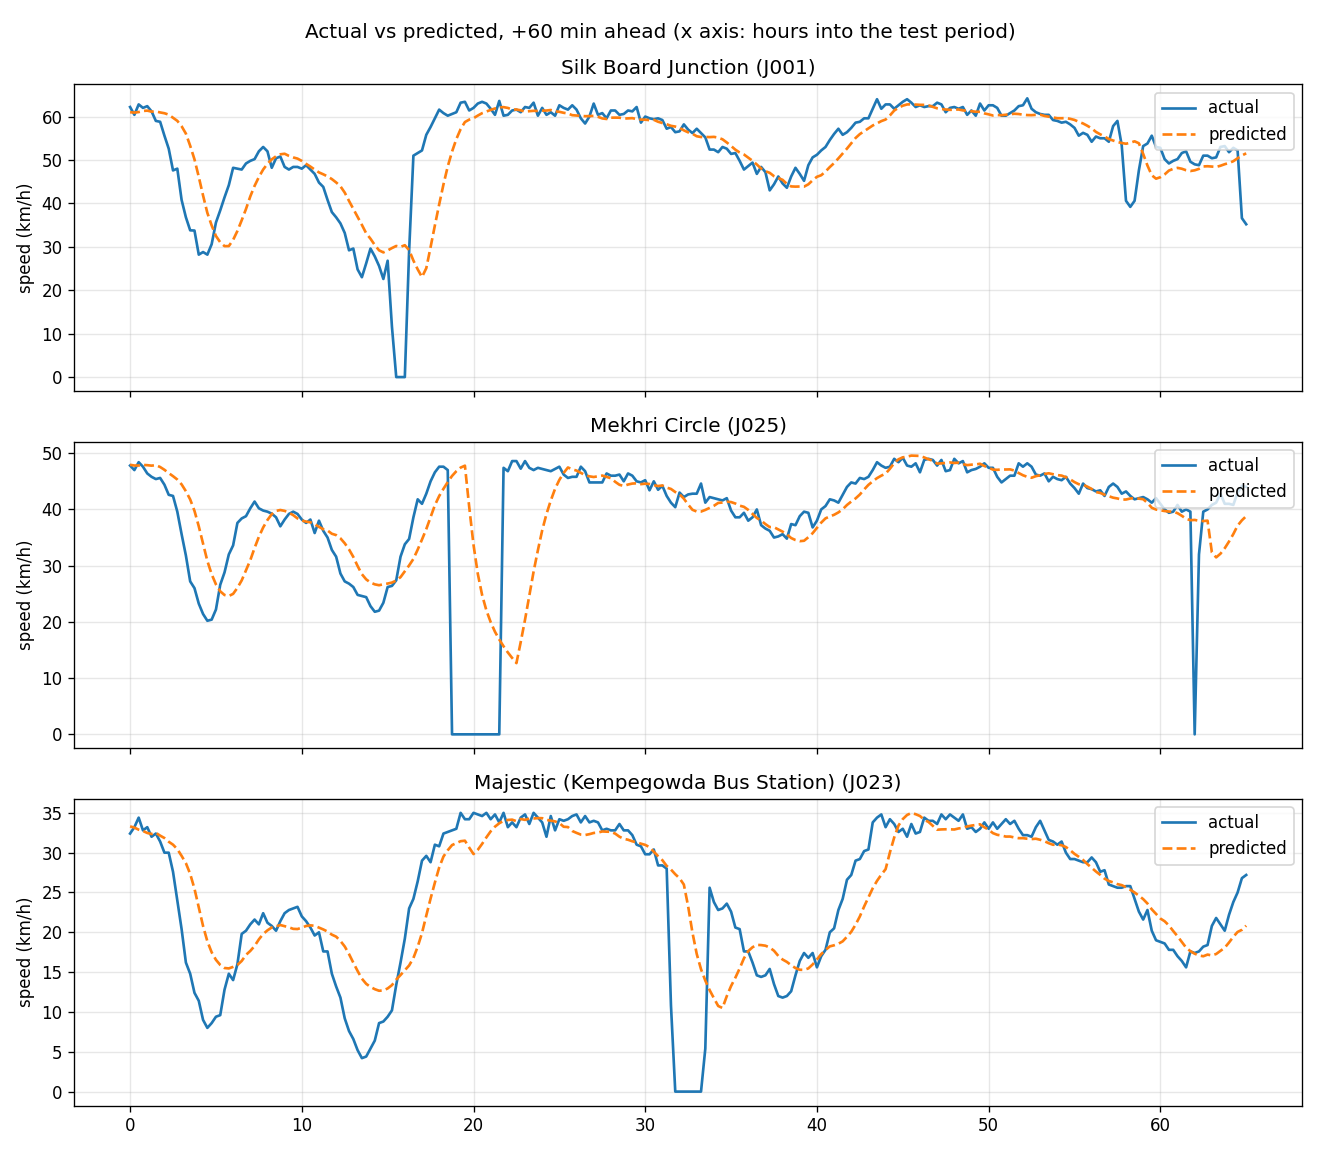 Actual vs predicted, +60 min ahead (x axis: hours into the test period)
Silk Board Junction (J001)
speed (km/h)
60
50
40
30
20
10
0
actual
predicted
Mekhri Circle (J025)
speed (km/h)
50
40
30
20
10
0
actual
predicted
Majestic (Kempegowda Bus Station) (J023)
speed (km/h)
35
30
25
20
15
10
5
0
actual
predicted
0 10 20 30 40 50 60